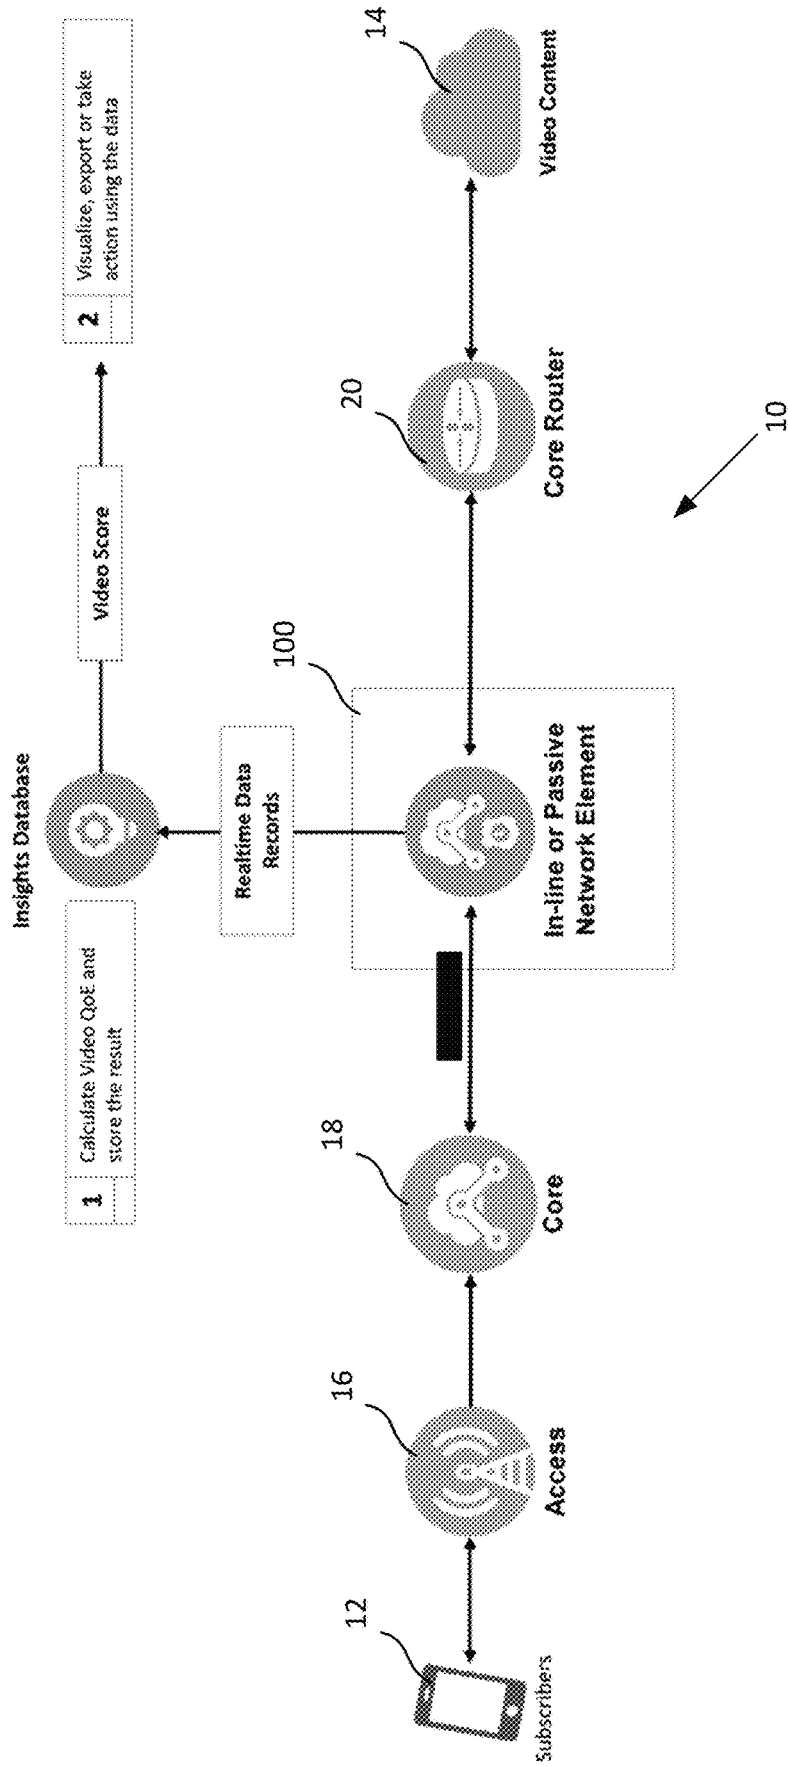 Insights Database
1
Calculate Video QoE and
store the result
Video Score
2
Visualize, export or take
action using the data
Realtime Data
Records
100
12
16
18
20
14
Subscribers
Access
Core
In-line or Passive
Network Element
Core Router
Video Content
10